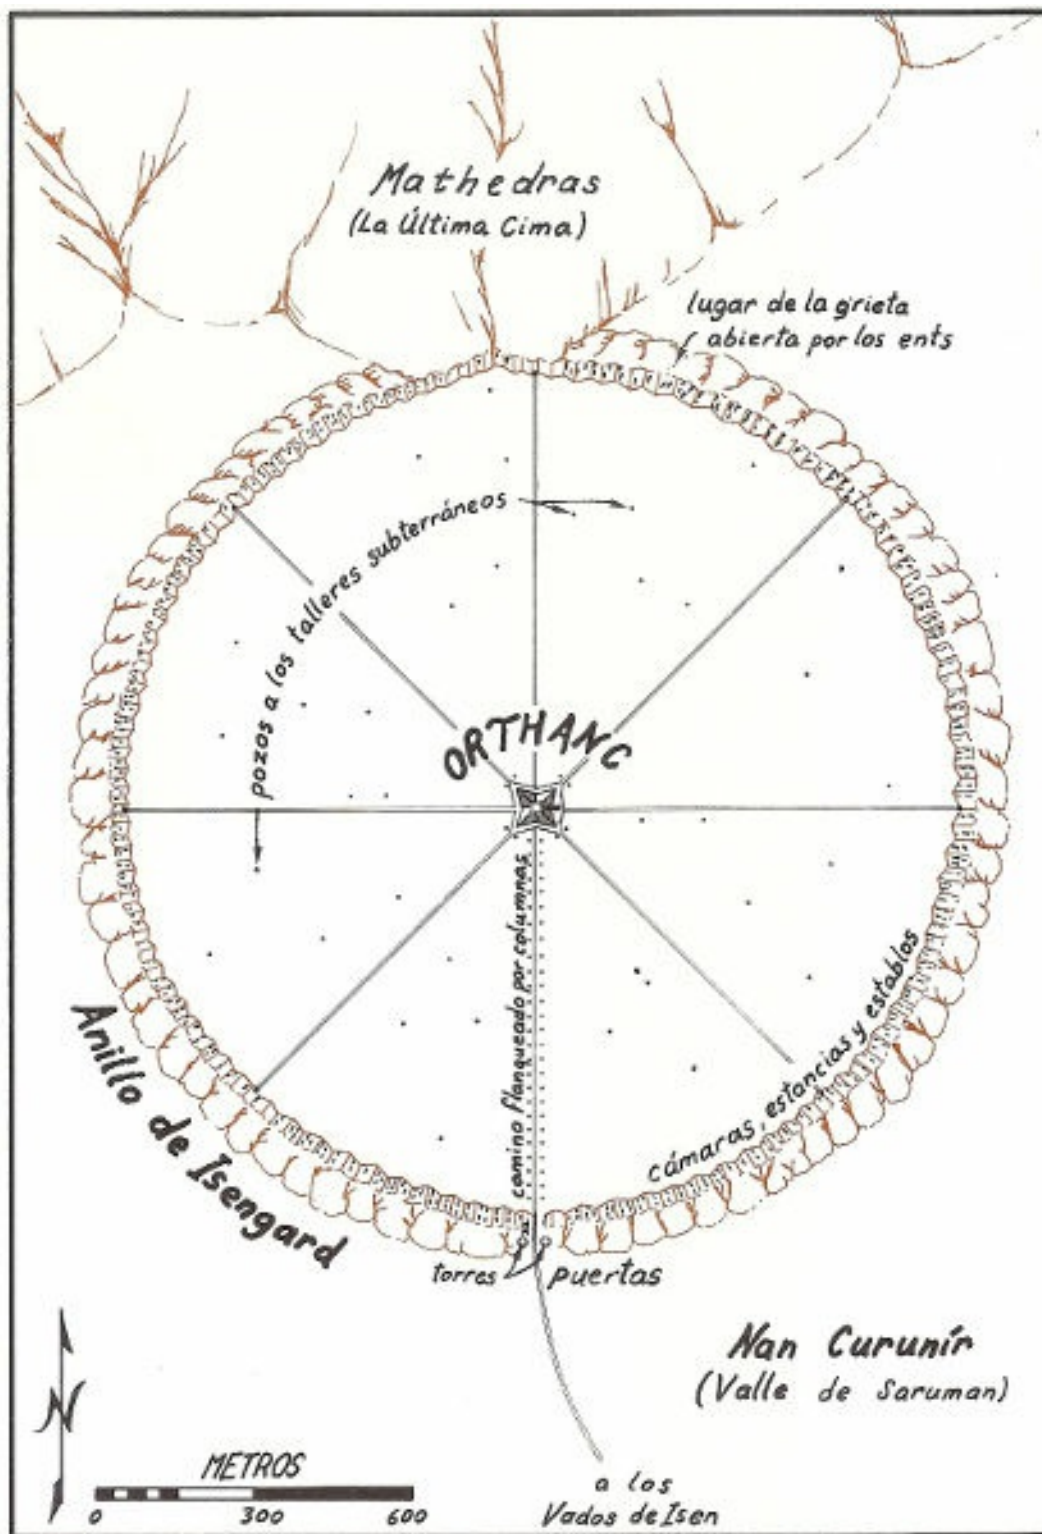 Mathedras
(La Última Cima)
lugar de la grieta
abierta por los ents
pozos a los talleres subterráneos
ORTHANC
camino flanqueado por columnas
cámaras, estancias y establos
Anillo de Isengard
torres
puertas
Nan Curunír
(Valle de Saruman)
N
METROS
0 300 600
a los
Vados de Isen